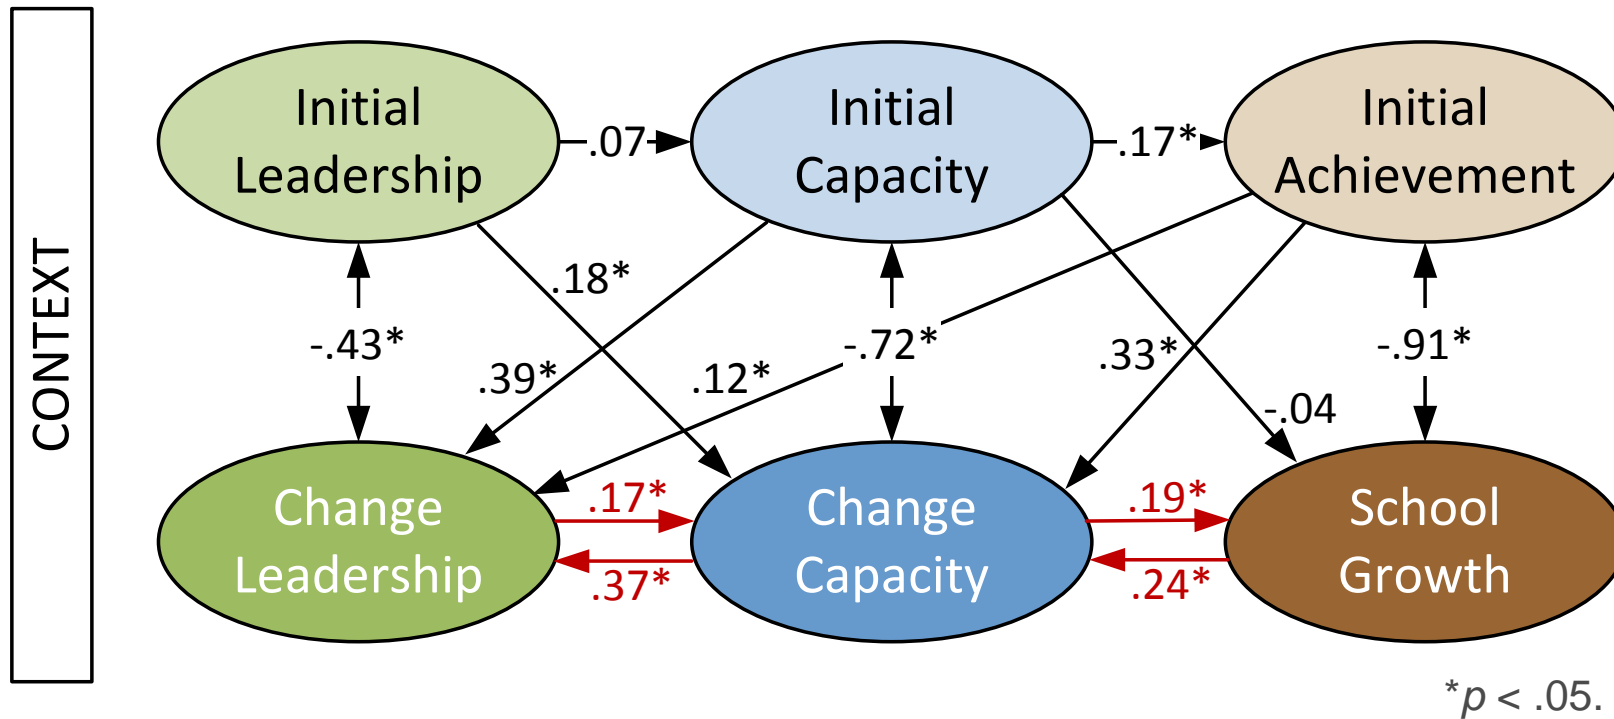 CONTEXT
Initial
Leadership
.07
Initial
Capacity
.17*
Initial
Achievement
.18*
-.43*
.39*
.12*
-.72*
.33*
-.91*
-.04
Change
Leadership
.17*
.37*
Change
Capacity
.19*
.24*
School
Growth
*p < .05.